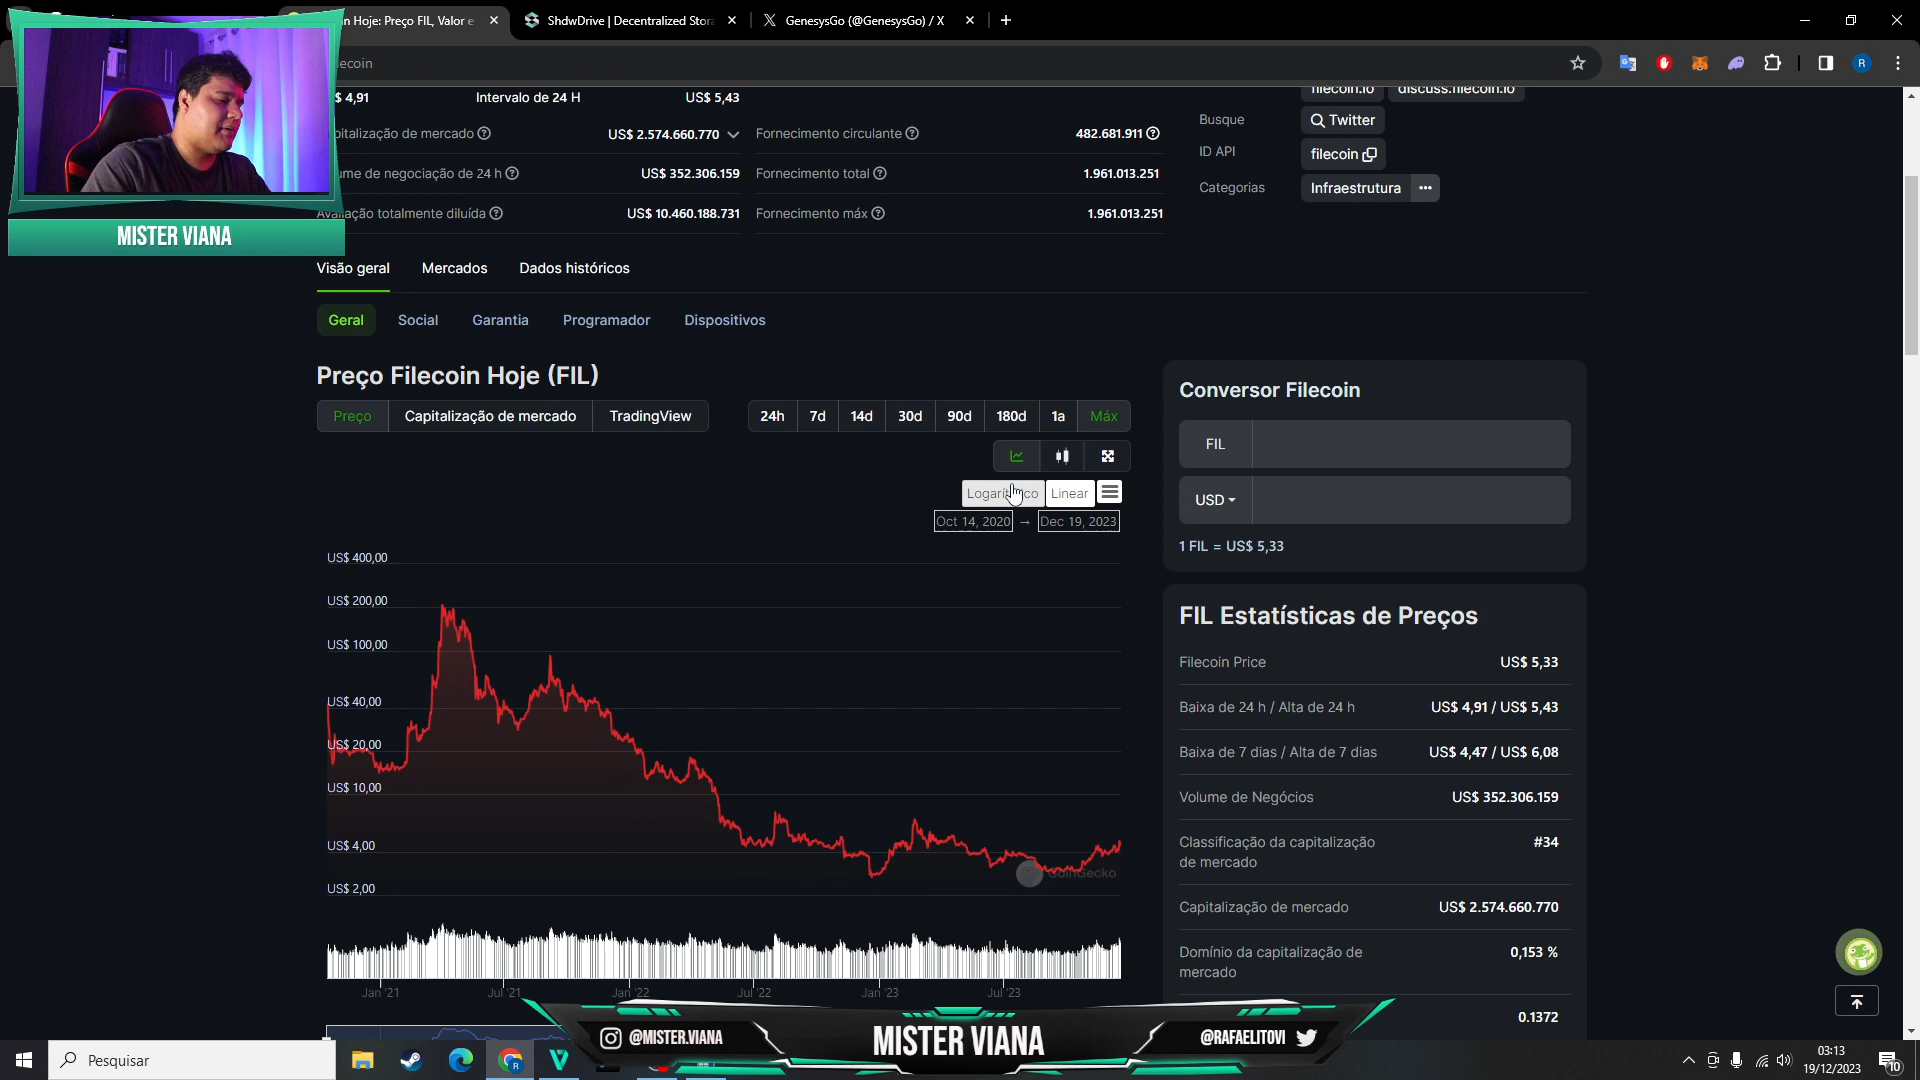 n Hoje: Preço FIL, Valor e
ShdwDrive | Decentralized Stora
GenesysGo (@GenesysGo) / X
ecoin
R
$ 4,91
Intervalo de 24 H
US$ 5,43
filecoin.io
discuss.filecoin.io
Busque
Twitter
pitalização de mercado
US$ 2.574.660.770
Fornecimento circulante
482.681.911
ID API
filecoin
ume de negociação de 24 h
US$ 352.306.159
Fornecimento total
1.961.013.251
Categorias
Infraestrutura
Avaliação totalmente diluída
US$ 10.460.188.731
Fornecimento máx
1.961.013.251
MISTER VIANA
Visão geral
Mercados
Dados históricos
Geral
Social
Garantia
Programador
Dispositivos
Preço Filecoin Hoje (FIL)
Preço
Capitalização de mercado
TradingView
24h
7d
14d
30d
90d
180d
1a
Máx
Linear
Oct 14, 2020 → Dec 19, 2023
US$ 400,00
US$ 200,00
US$ 100,00
US$ 40,00
US$ 20,00
US$ 10,00
US$ 4,00
US$ 2,00
CoinGecko
Jan '21
Jul '21
Jan '22
Jul '22
Jan '23
Jul '23
Conversor Filecoin
FIL
USD
1 FIL = US$ 5,33
FIL Estatísticas de Preços
Filecoin Price
US$ 5,33
Baixa de 24 h / Alta de 24 h
US$ 4,91 / US$ 5,43
Baixa de 7 dias / Alta de 7 dias
US$ 4,47 / US$ 6,08
Volume de Negócios
US$ 352.306.159
Classificação da capitalização
de mercado
#34
Capitalização de mercado
US$ 2.574.660.770
Domínio da capitalização de
mercado
0,153 %
0.1372
@MISTER.VIANA
MISTER VIANA
@RAFAELITOVI
Pesquisar
03:13
19/12/2023
10